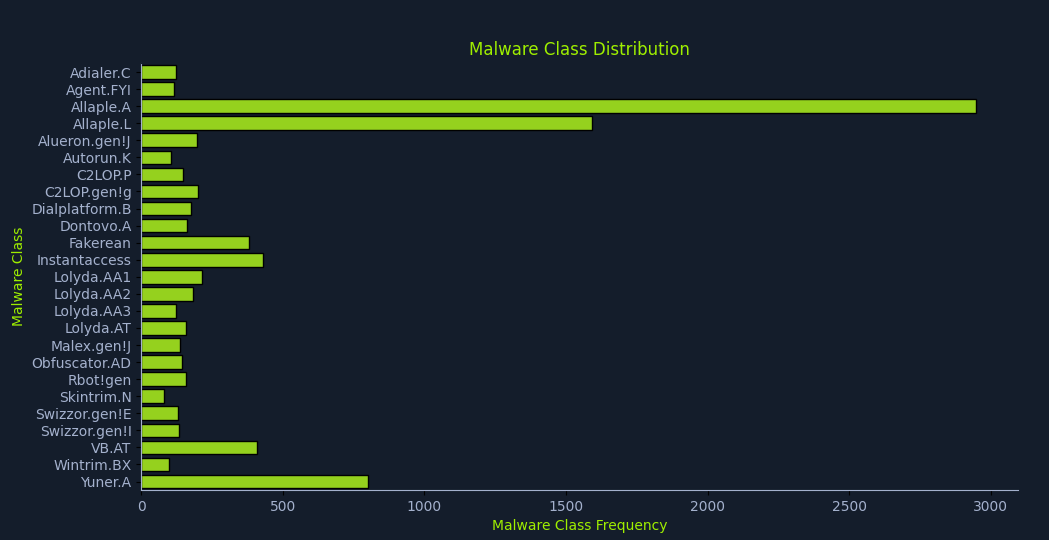 Malware Class Distribution
Adialer.C
Agent.FYI
Allaple.A
Allaple.L
Alueron.gen!J
Autorun.K
C2LOP.P
C2LOP.gen!g
Dialplatform.B
Dontovo.A
Fakerean
Instantaccess
Lolyda.AA1
Lolyda.AA2
Lolyda.AA3
Lolyda.AT
Malex.gen!J
Obfuscator.AD
Rbot!gen
Skintrim.N
Swizzor.gen!E
Swizzor.gen!I
VB.AT
Wintrim.BX
Yuner.A
Malware Class
0 500 1000 1500 2000 2500 3000
Malware Class Frequency